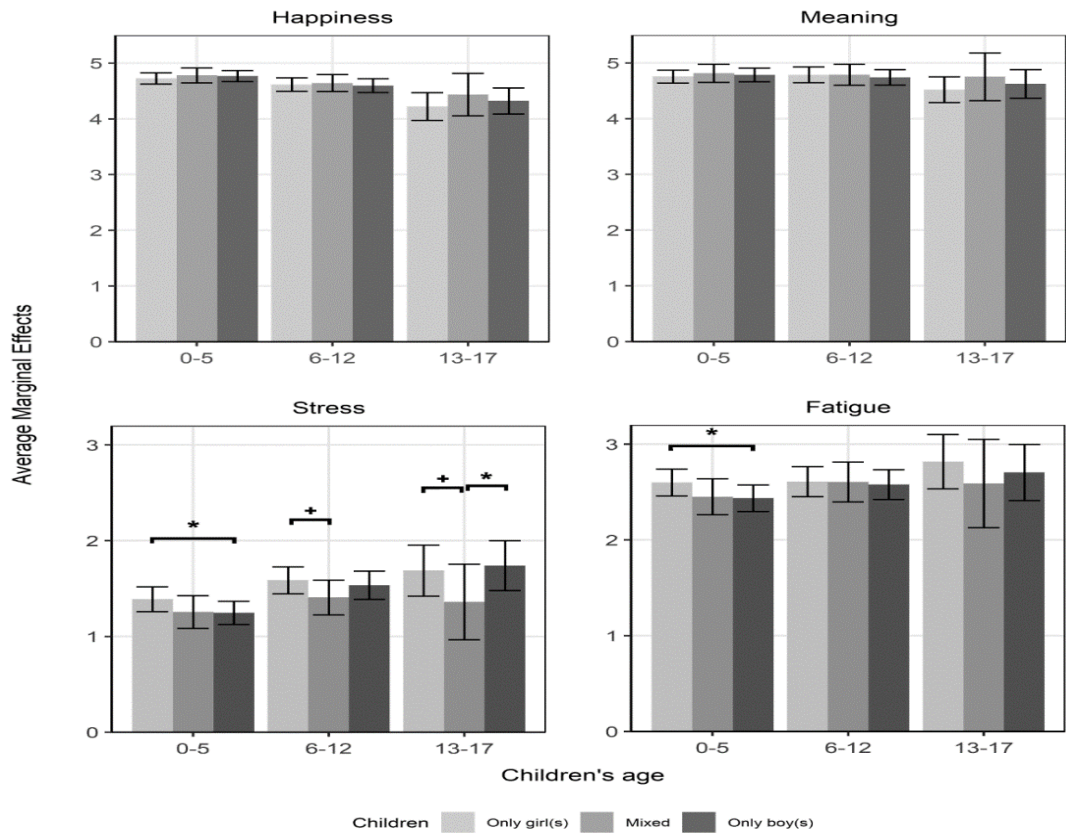 Happiness
Meaning
5
4
3
2
1
0
0-5 6-12 13-17
5
4
3
2
1
0
0-5 6-12 13-17
Average Marginal Effects
Stress
Fatigue
3
2
1
0
* + + *
0-5 6-12 13-17
3
2
1
0
*
0-5 6-12 13-17
Children's age
Children Only girl(s) Mixed Only boy(s)